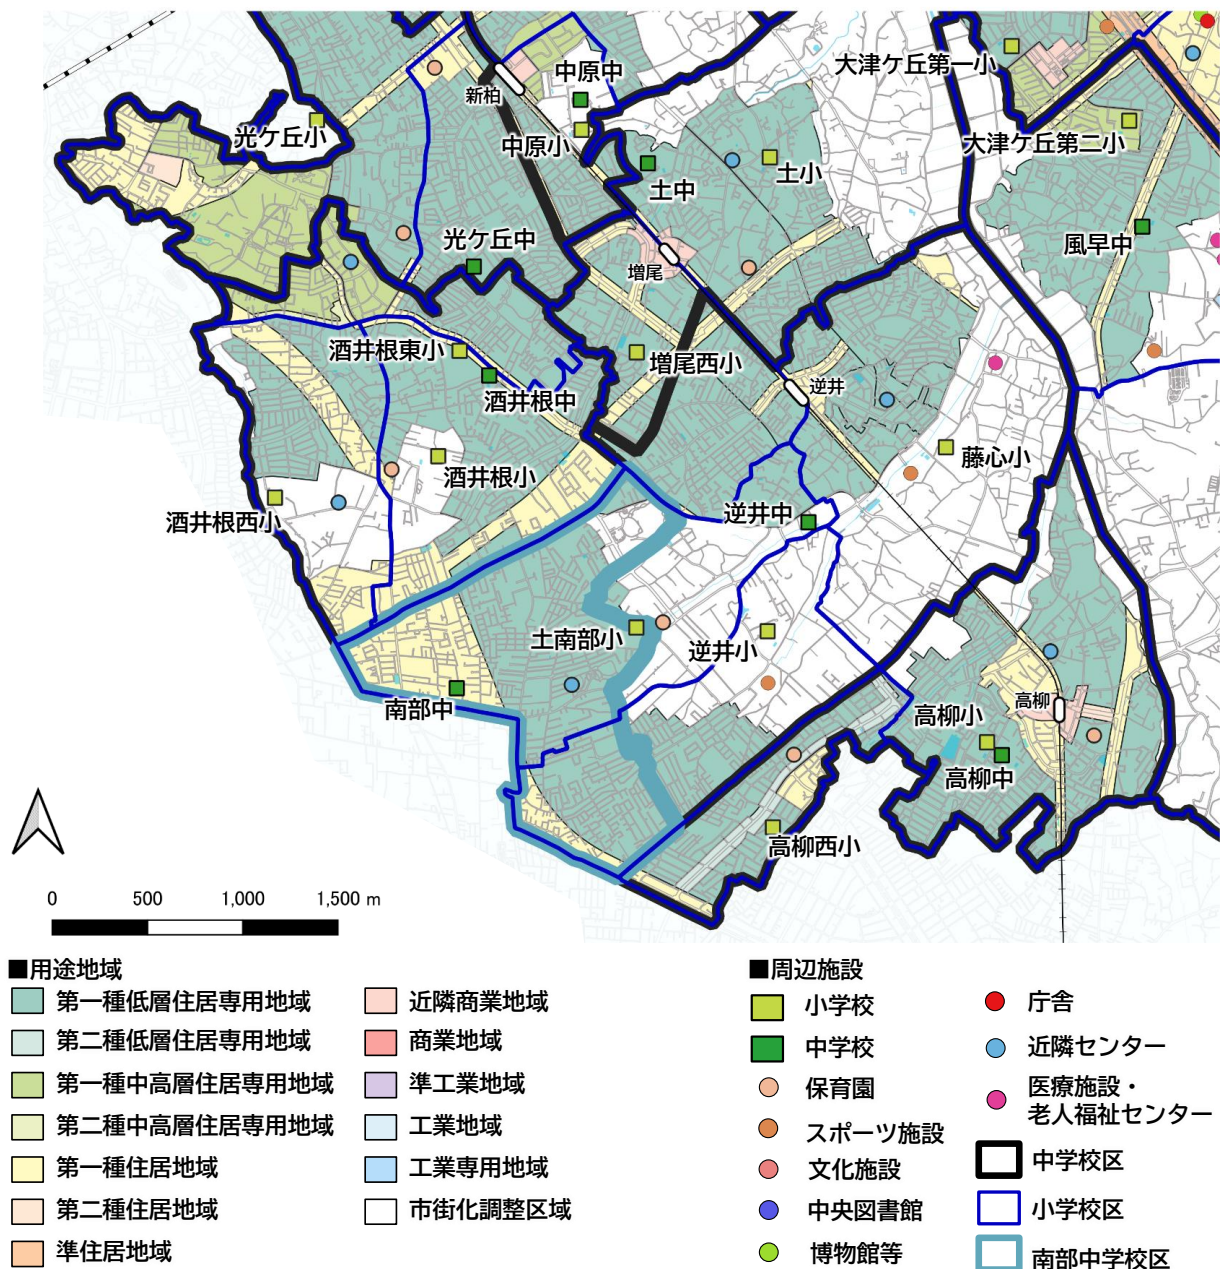 大津ケ丘第一小
中原中
新柏
光ケ丘小
中原小
大津ケ丘第二小
土小
土中
光ケ丘中
風早中
増尾
酒井根東小
増尾西小
逆井
酒井根中
藤心小
酒井根小
逆井中
酒井根西小
土南部小
逆井小
南部中
高柳小
高柳
高柳中
高柳西小
0 500 1,000 1,500 m
■用途地域
第一種低層住居専用地域
第二種低層住居専用地域
第一種中高層住居専用地域
第二種中高層住居専用地域
第一種住居地域
第二種住居地域
準住居地域
近隣商業地域
商業地域
準工業地域
工業地域
工業専用地域
市街化調整区域
■周辺施設
小学校
中学校
保育園
スポーツ施設
文化施設
中央図書館
博物館等
庁舎
近隣センター
医療施設・
老人福祉センター
中学校区
小学校区
南部中学校区